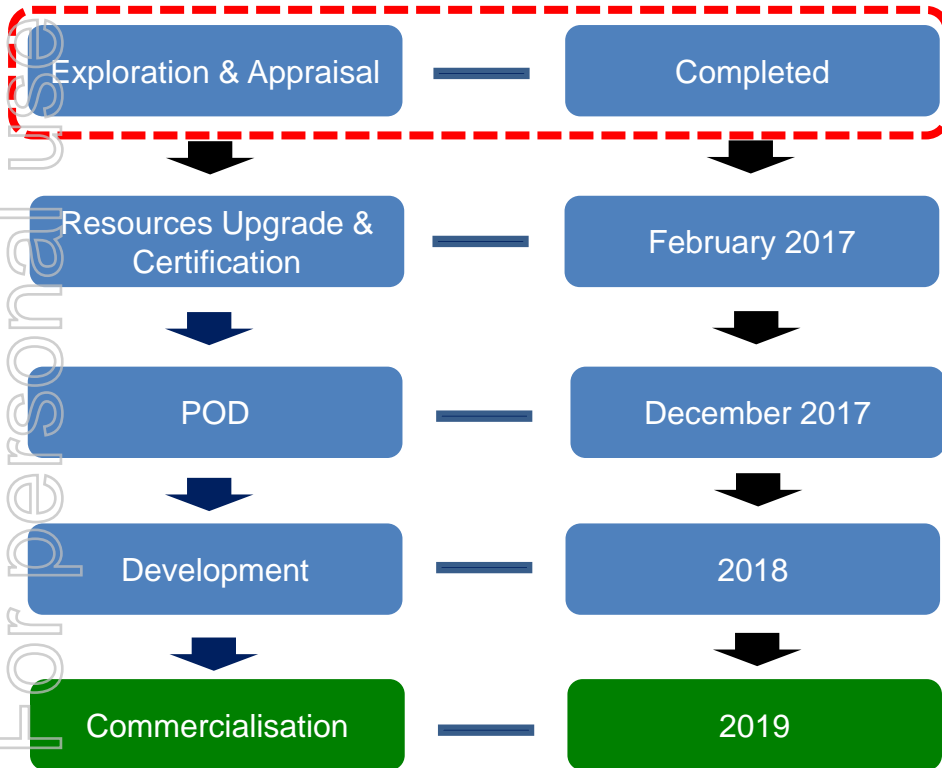 For personal use
Exploration & Appraisal
Completed
Resources Upgrade &
Certification
February 2017
POD
December 2017
Development
2018
Commercialisation
2019